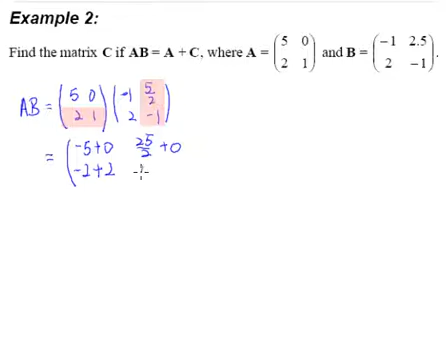 Example 2:
Find the matrix C if AB = A + C, where A = (5 0; 2 1) and B = (−1 2.5; 2 −1).
AB = (5 0; 2 1) (-1 5/2; 2 -1)
= (-5+0 25/2 +0
-2+2